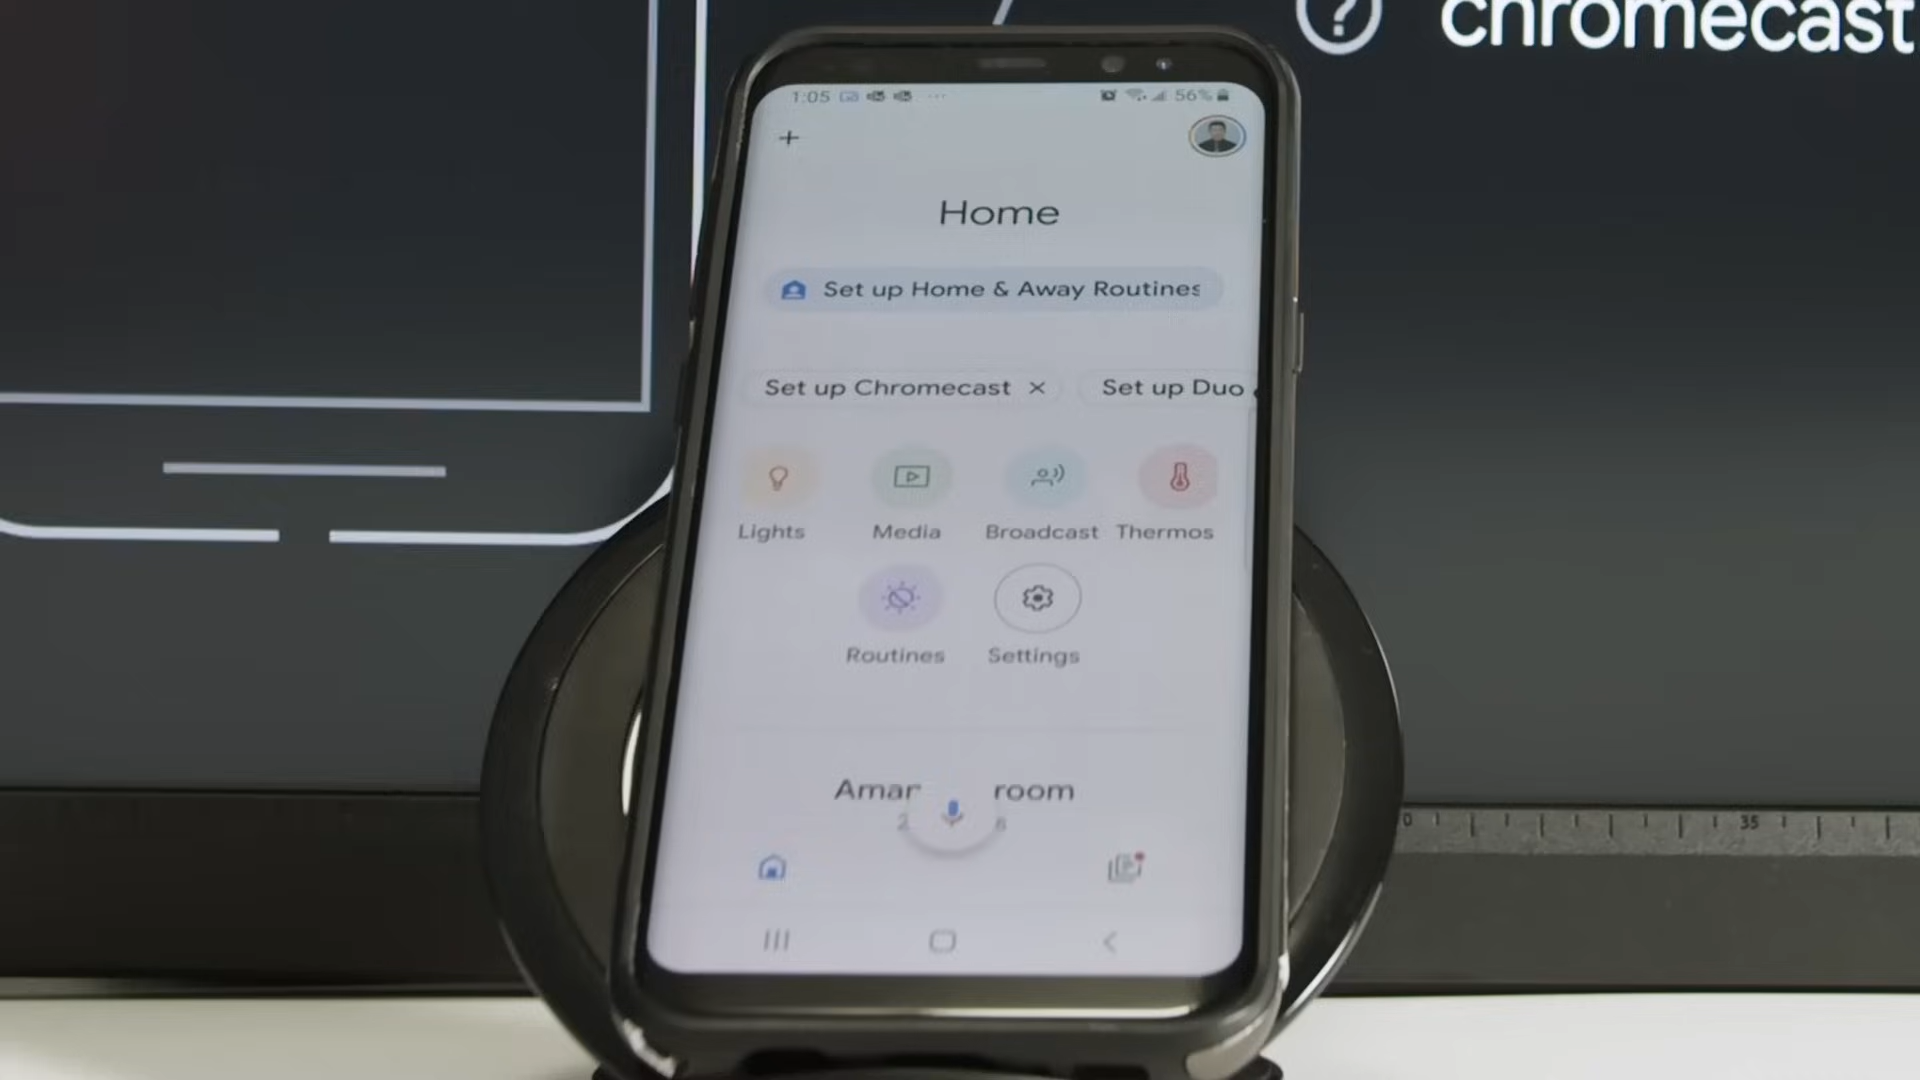 chromecast
1:05 56%
Home
Set up Home & Away Routines
Set up Chromecast × Set up Duo
Lights Media Broadcast Thermos
Routines Settings
room
0 35